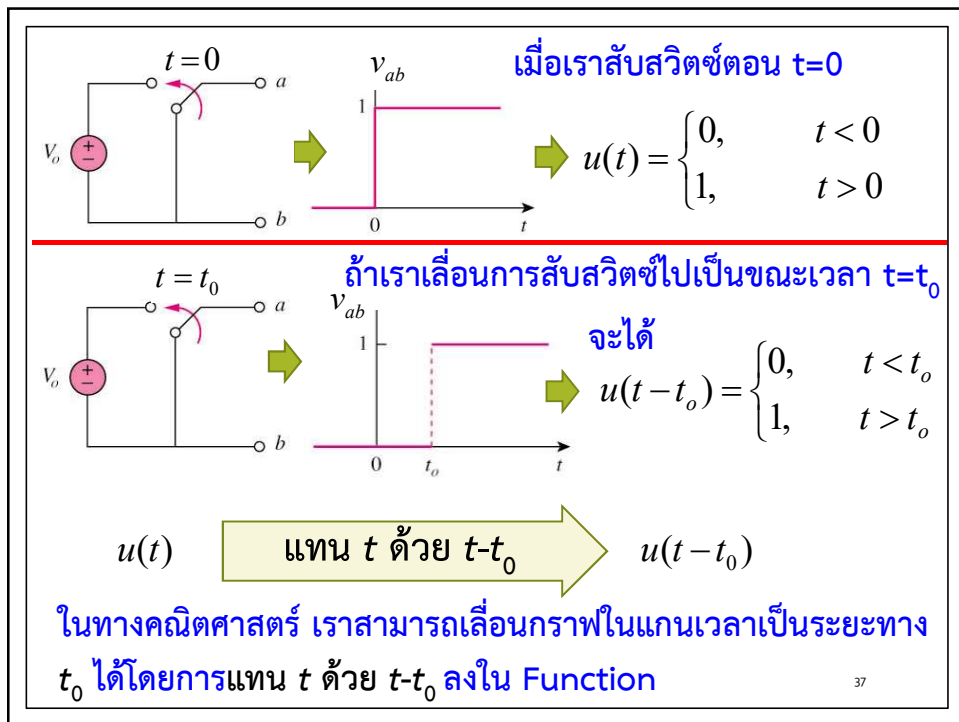 t = 0
a
V_o
+
−
b
v_{ab}
1
0
t
เมื่อเราสับสวิตซ์ตอน t=0
u(t) = {0, t < 0
1, t > 0
ถ้าเราเลื่อนการสับสวิตซ์ไปเป็นขณะเวลา t=t_0
จะได้
t = t_0
a
V_o
+
−
b
v_{ab}
1
0
t_o
t
u(t − t_o) = {0, t < t_o
1, t > t_o
u(t)
แทน t ด้วย t-t_0
u(t − t_0)
ในทางคณิตศาสตร์ เราสามารถเลื่อนกราฟในแกนเวลาเป็นระยะทาง
t_0 ได้โดยการแทน t ด้วย t-t_0 ลงใน Function
37